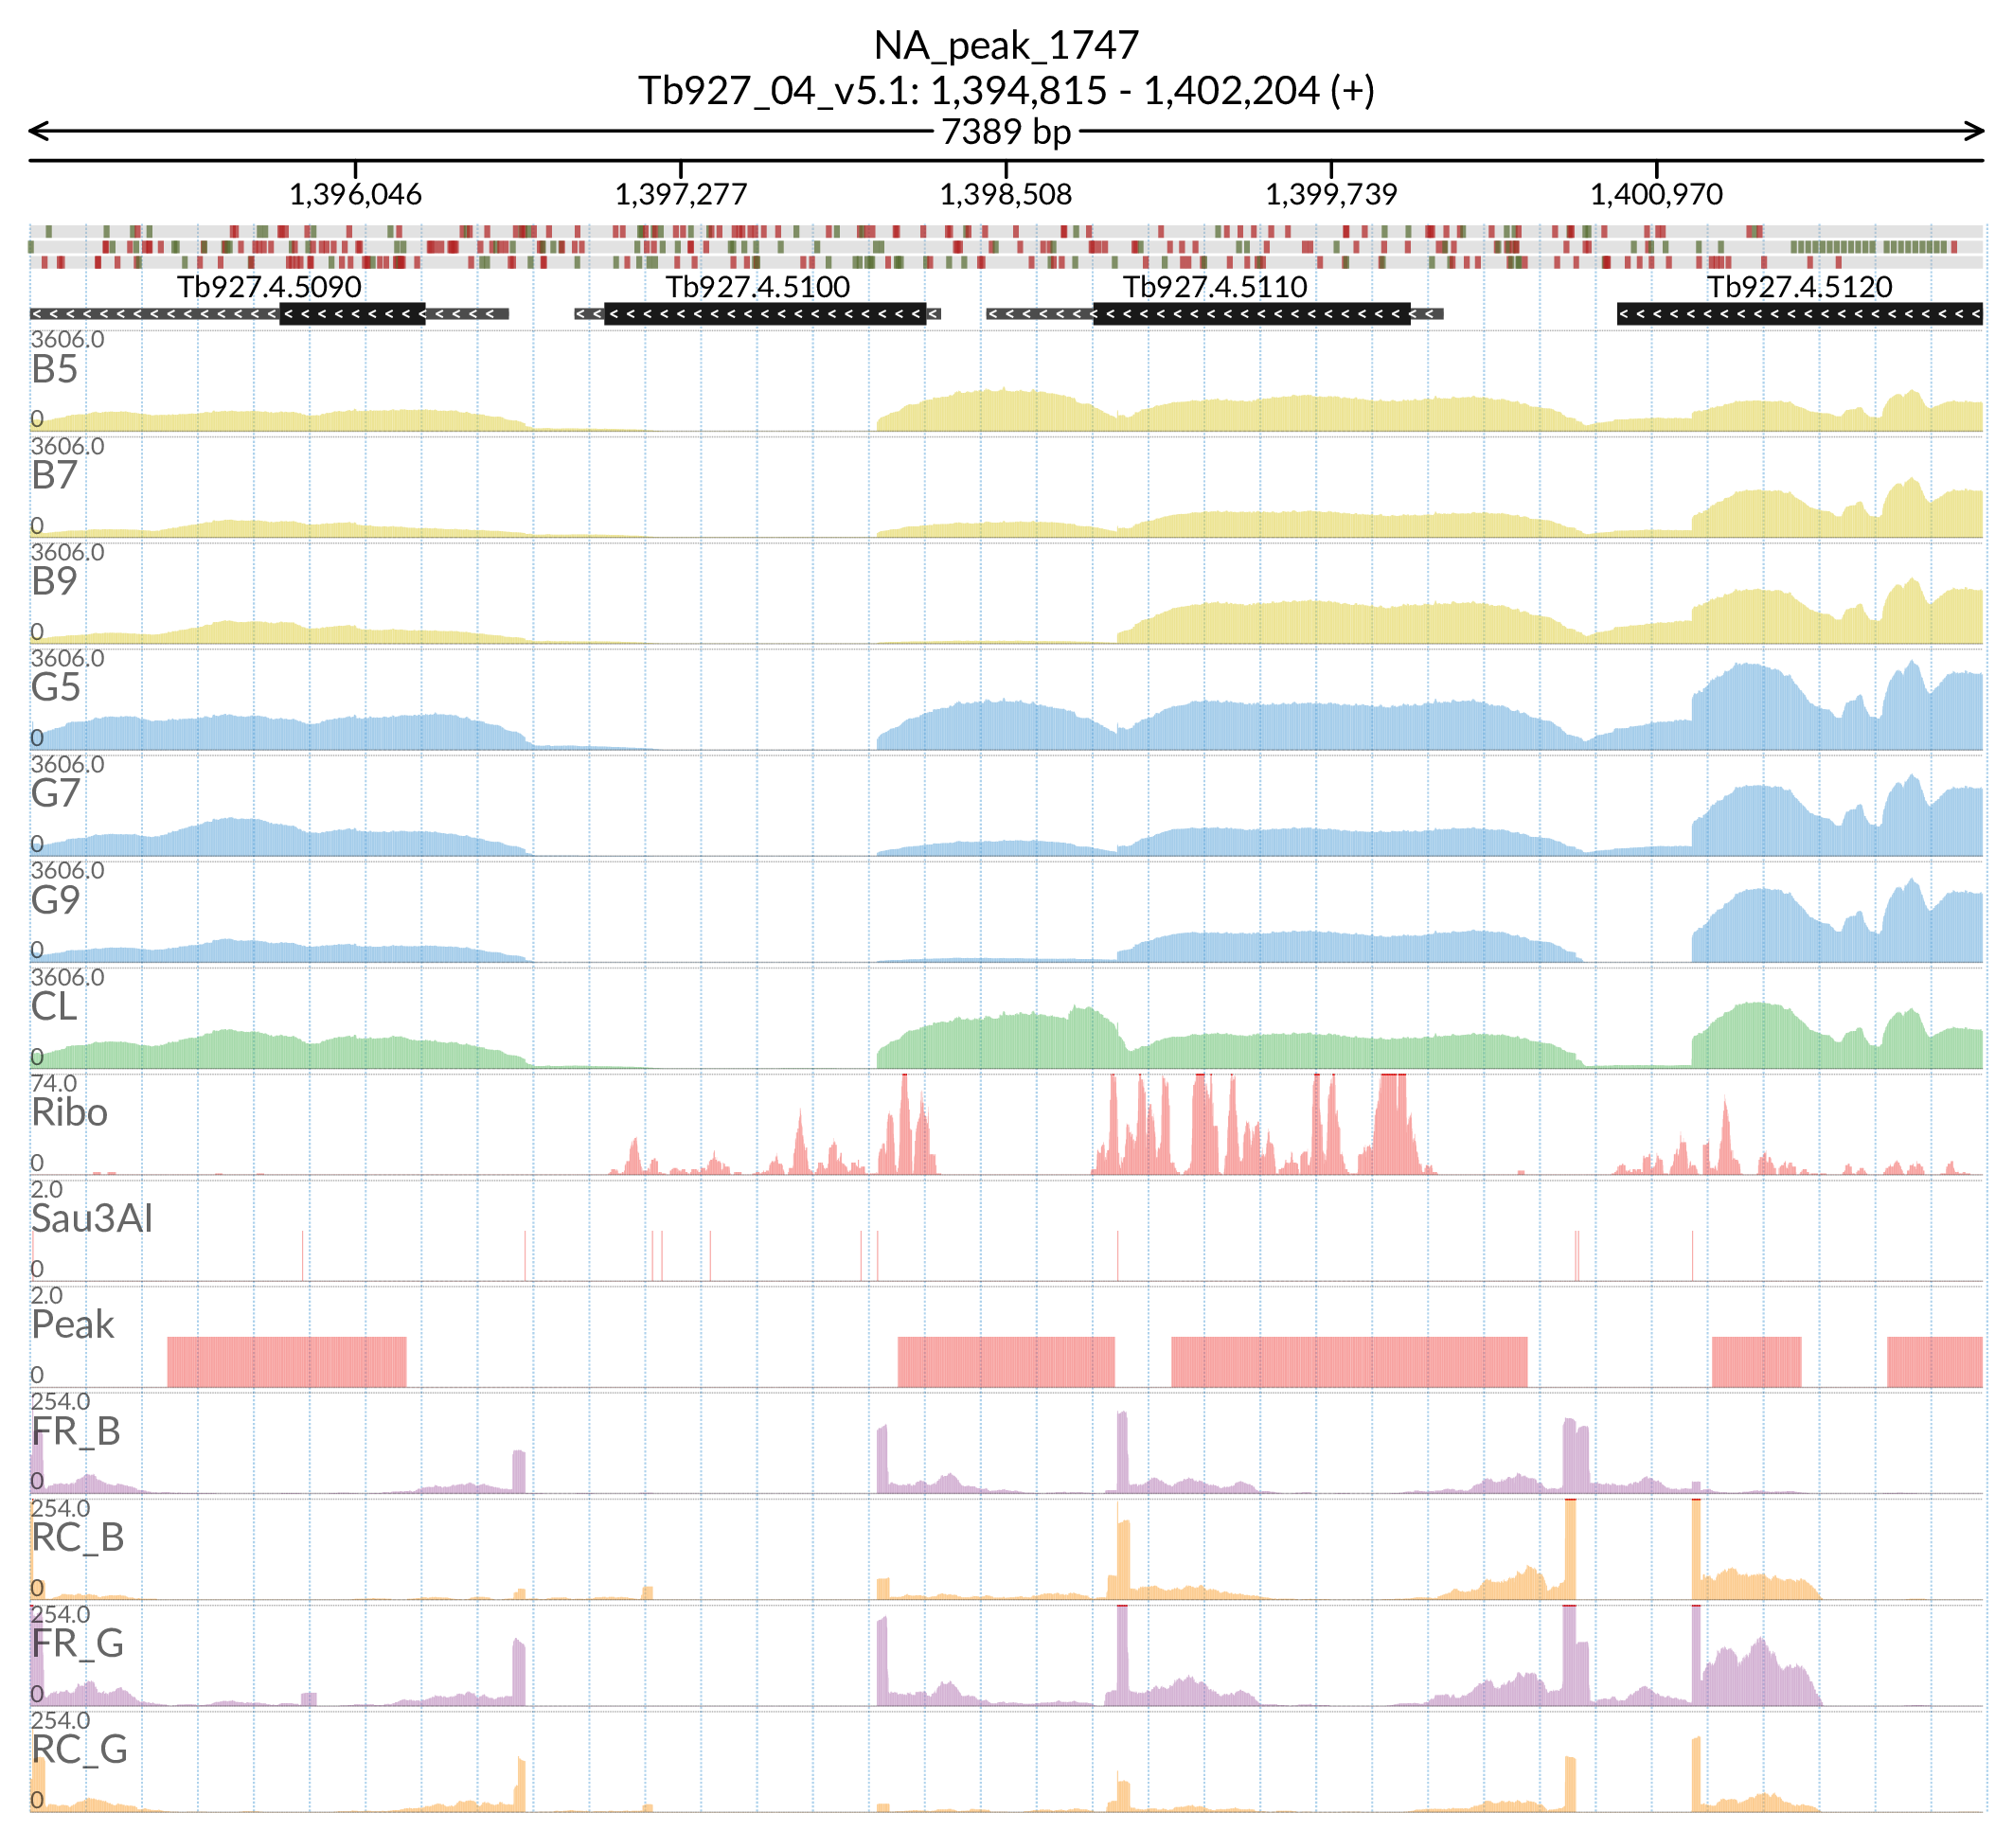 NA_peak_1747
Tb927_04_v5.1: 1,394,815 - 1,402,204 (+)
7389 bp
1,396,046 1,397,277 1,398,508 1,399,739 1,400,970
Tb927.4.5090 Tb927.4.5100 Tb927.4.5110 Tb927.4.5120
3606.0
B5
0
3606.0
B7
0
3606.0
B9
0
3606.0
G5
0
3606.0
G7
0
3606.0
G9
0
3606.0
CL
0
74.0
Ribo
0
2.0
Sau3AI
0
2.0
Peak
0
254.0
FR_B
0
254.0
RC_B
0
254.0
FR_G
0
254.0
RC_G
0